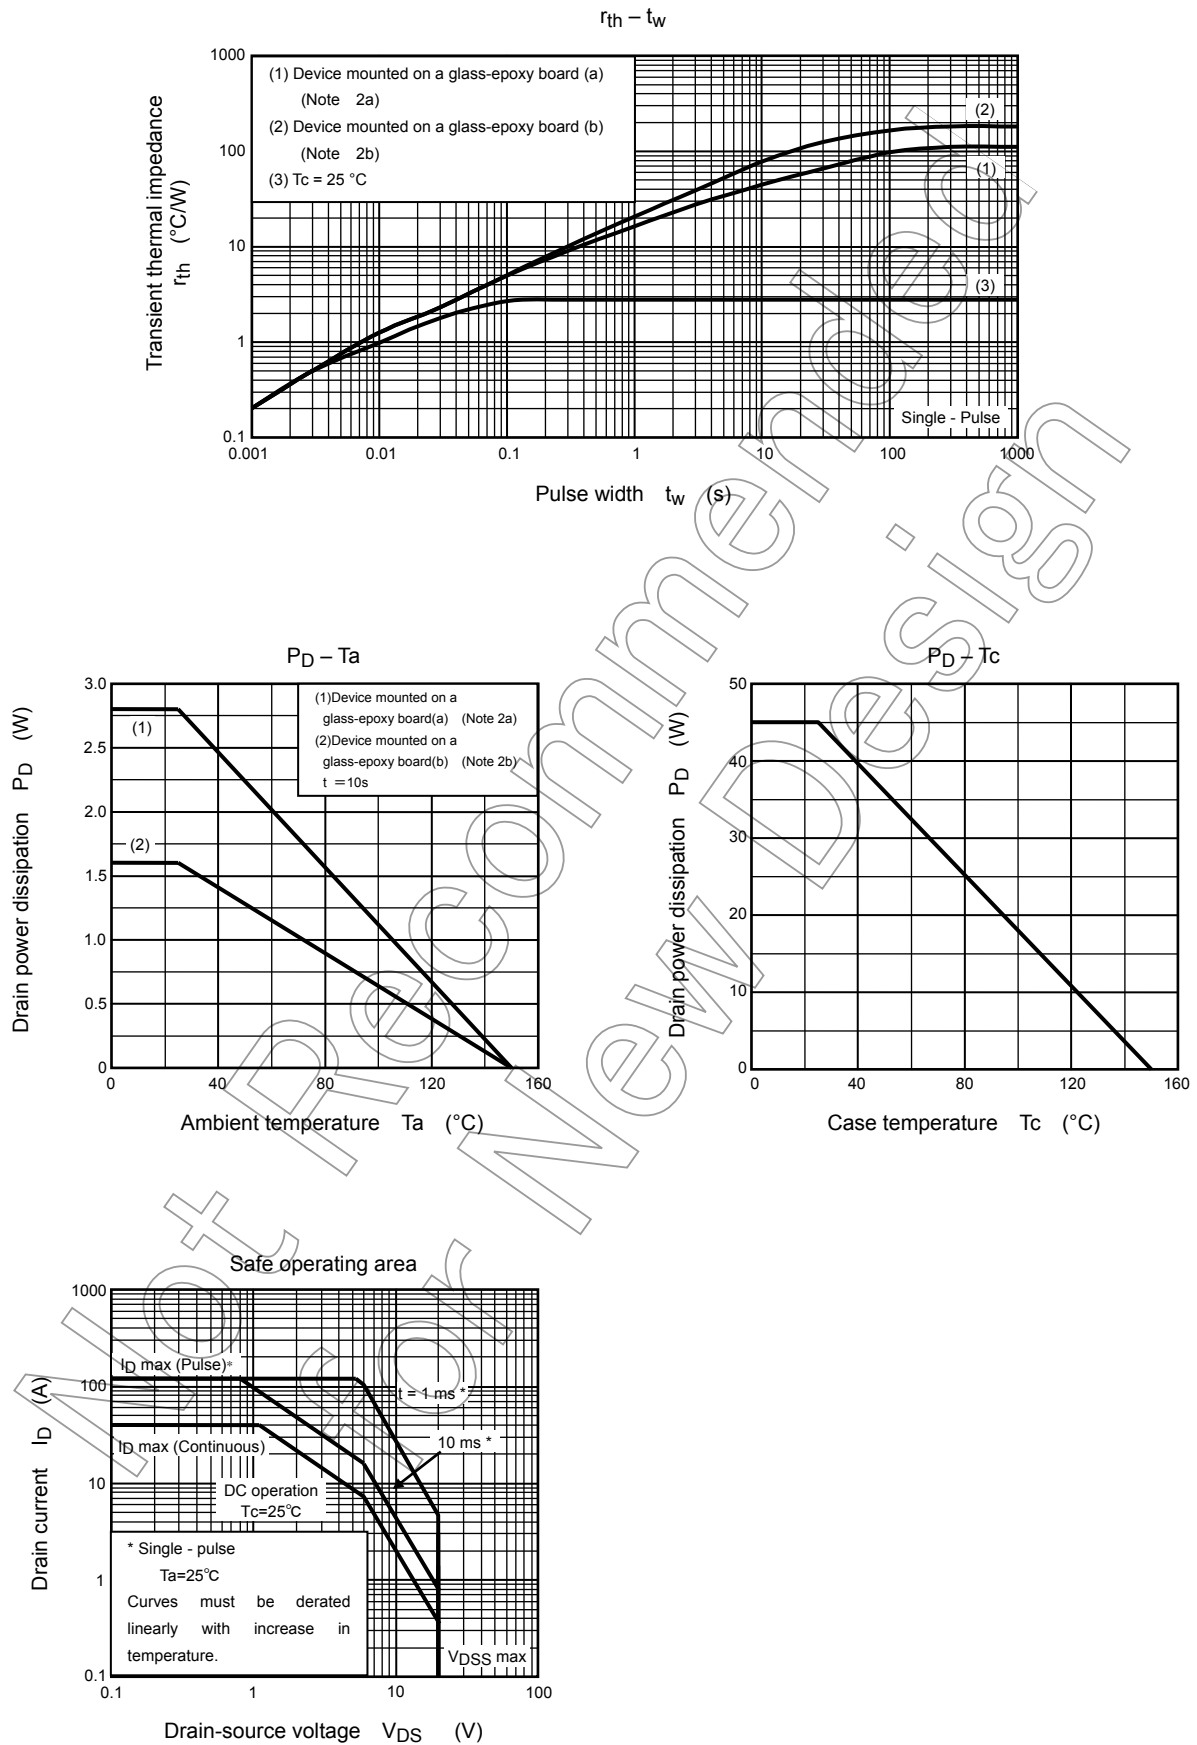 rth – tw
1000
100
10
1
0.1
Transient thermal impedance
rth (°C/W)
(1) Device mounted on a glass-epoxy board (a)
(Note 2a)
(2) Device mounted on a glass-epoxy board (b)
(Note 2b)
(3) Tc = 25 °C
(2)
(1)
(3)
Single - Pulse
0.001 0.01 0.1 1 10 100 1000
Pulse width tw (s)
PD – Ta
3.0
2.5
2.0
1.5
1.0
0.5
0
Drain power dissipation PD (W)
(1)
(2)
(1)Device mounted on a
glass-epoxy board(a) (Note 2a)
(2)Device mounted on a
glass-epoxy board(b) (Note 2b)
t =10s
0 40 80 120 160
Ambient temperature Ta (°C)
PD – Tc
50
40
30
20
10
0
Drain power dissipation PD (W)
0 40 80 120 160
Case temperature Tc (°C)
Safe operating area
1000
100
10
1
0.1
Drain current ID (A)
ID max (Pulse)*
t = 1 ms *
10 ms *
ID max (Continuous)
DC operation
Tc=25°C
* Single - pulse
Ta=25°C
Curves must be derated
linearly with increase in
temperature.
VDSS max
0.1 1 10 100
Drain-source voltage VDS (V)
Not Recommended
for New Design